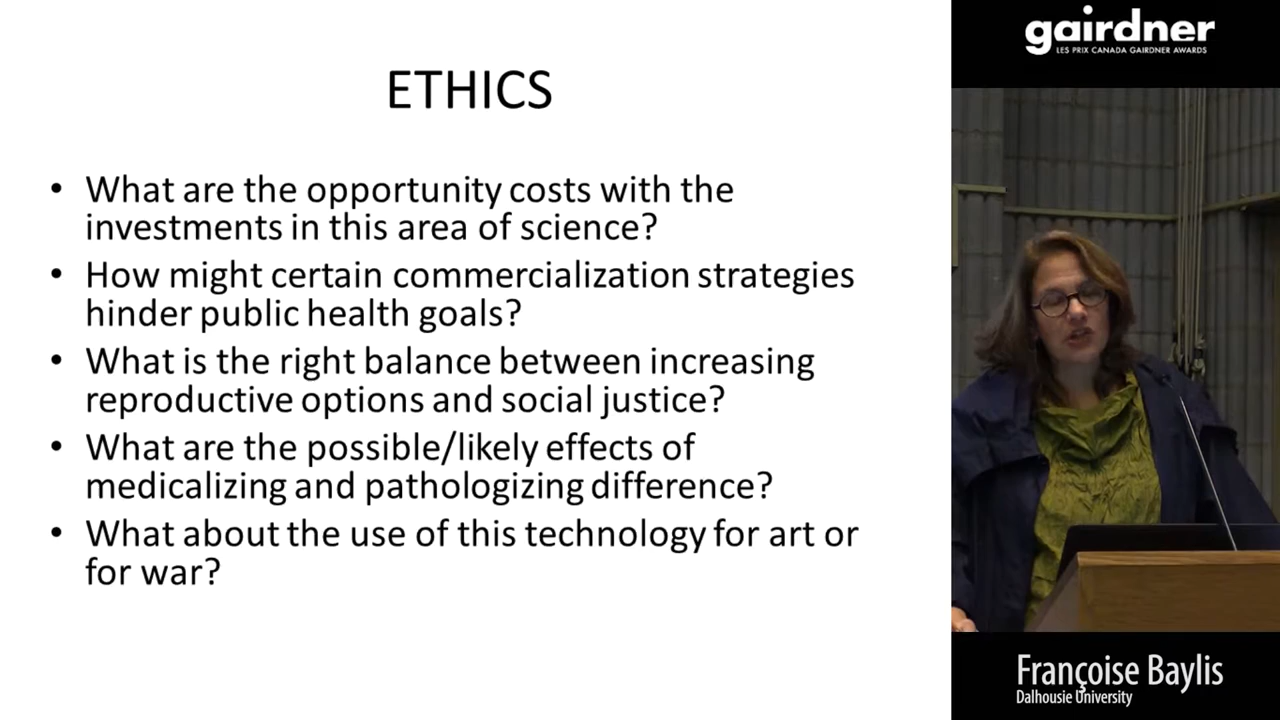 ETHICS
• What are the opportunity costs with the
investments in this area of science?
• How might certain commercialization strategies
hinder public health goals?
• What is the right balance between increasing
reproductive options and social justice?
• What are the possible/likely effects of
medicalizing and pathologizing difference?
• What about the use of this technology for art or
for war?
gairdner
LES PRIX CANADA GAIRDNER AWARDS
Françoise Baylis
Dalhousie University